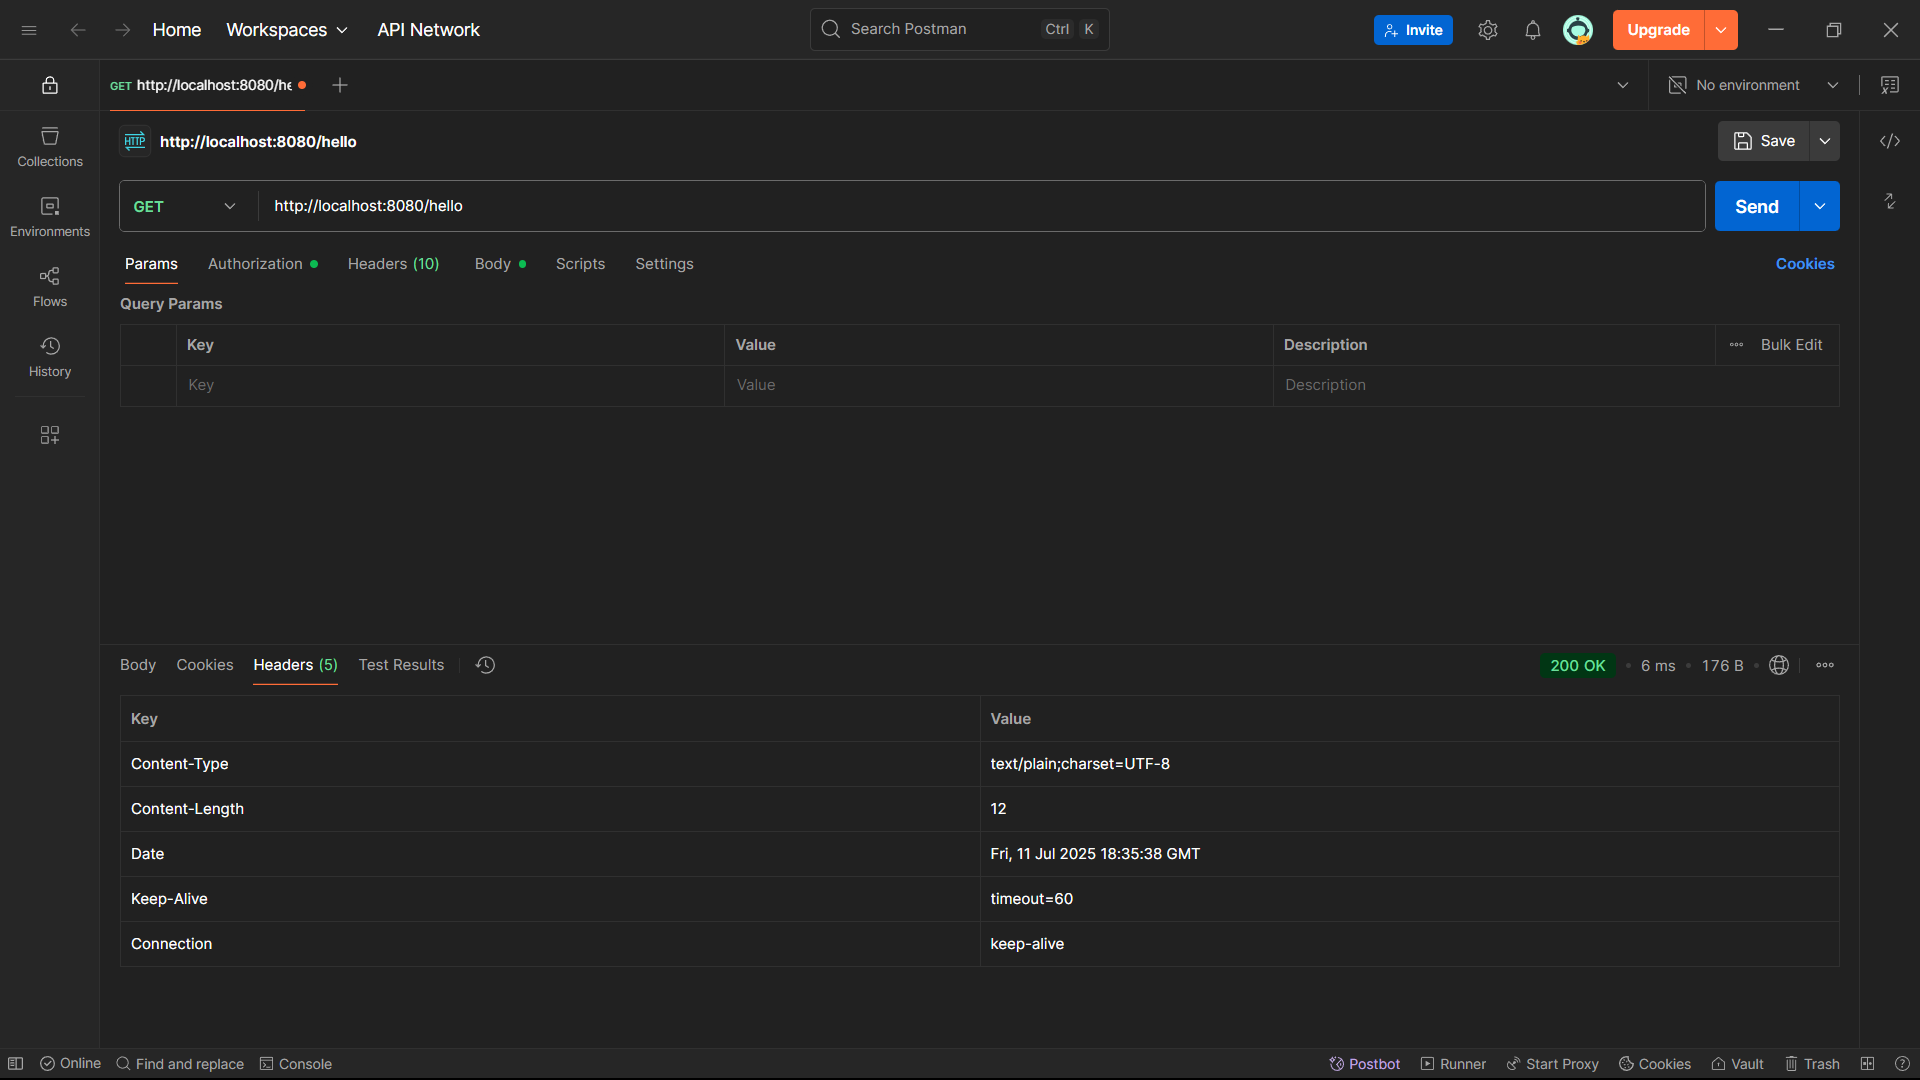 Home Workspaces API Network Search Postman Ctrl K Invite Upgrade
GET http://localhost:8080/he No environment
HTTP http://localhost:8080/hello Save
Collections
GET http://localhost:8080/hello Send
Environments
Params Authorization Headers (10) Body Scripts Settings Cookies
Flows
Query Params
Key Value Description Bulk Edit
History
Key Value Description
Body Cookies Headers (5) Test Results 200 OK 6 ms 176 B
Key Value
Content-Type text/plain;charset=UTF-8
Content-Length 12
Date Fri, 11 Jul 2025 18:35:38 GMT
Keep-Alive timeout=60
Connection keep-alive
Online Find and replace Console Postbot Runner Start Proxy Cookies Vault Trash